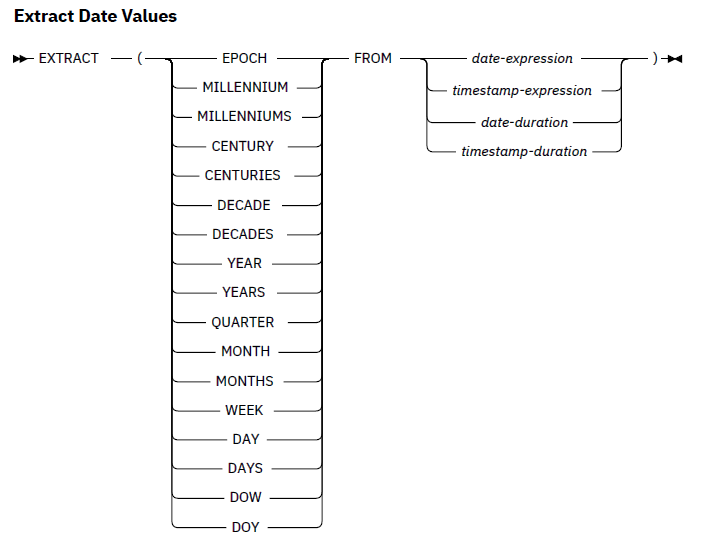 Extract Date Values
EXTRACT ( EPOCH FROM date-expression )
MILLENNIUM timestamp-expression
MILLENNIUMS date-duration
CENTURY timestamp-duration
CENTURIES
DECADE
DECADES
YEAR
YEARS
QUARTER
MONTH
MONTHS
WEEK
DAY
DAYS
DOW
DOY